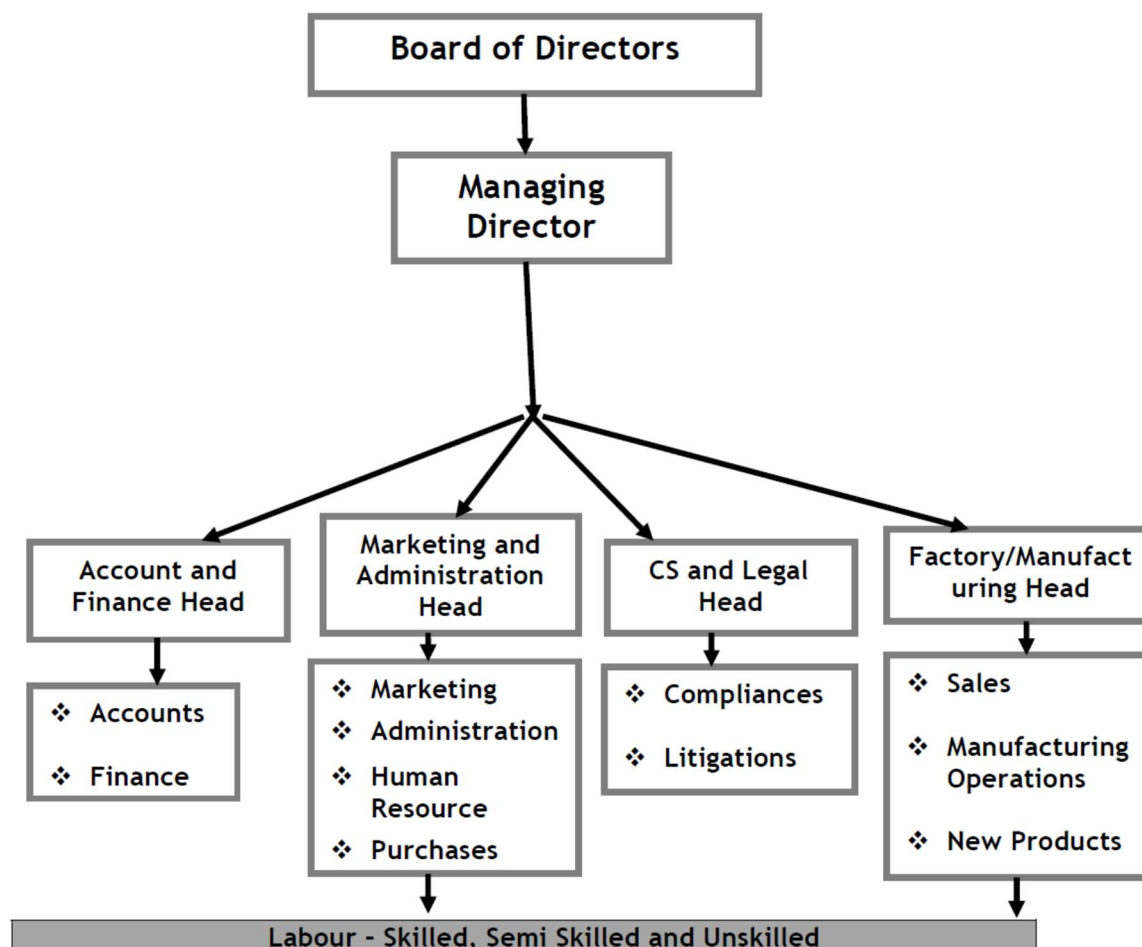 Board of Directors
Managing
Director
Account and
Finance Head
Marketing and
Administration
Head
CS and Legal
Head
Factory/Manufact
uring Head
❖ Accounts
❖ Finance
❖ Marketing
❖ Administration
❖ Human
Resource
❖ Purchases
❖ Compliances
❖ Litigations
❖ Sales
❖ Manufacturing
Operations
❖ New Products
Labour - Skilled, Semi Skilled and Unskilled